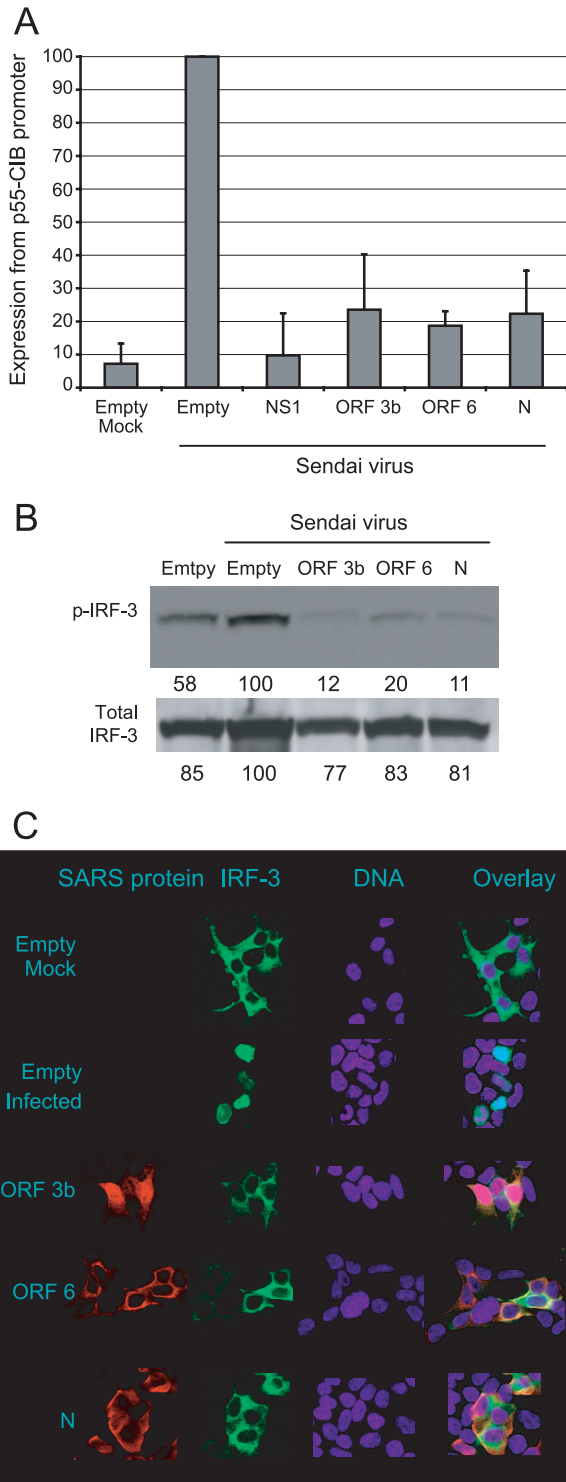 A
Expression from p55-CIB promoter
100
90
80
70
60
50
40
30
20
10
0
Empty Mock
Empty
NS1
ORF 3b
ORF 6
N
Sendai virus
B
Sendai virus
Emtpy Empty ORF 3b ORF 6 N
p-IRF-3
58 100 12 20 11
Total
IRF-3
85 100 77 83 81
C
SARS protein IRF-3 DNA Overlay
Empty
Mock
Empty
Infected
ORF 3b
ORF 6
N